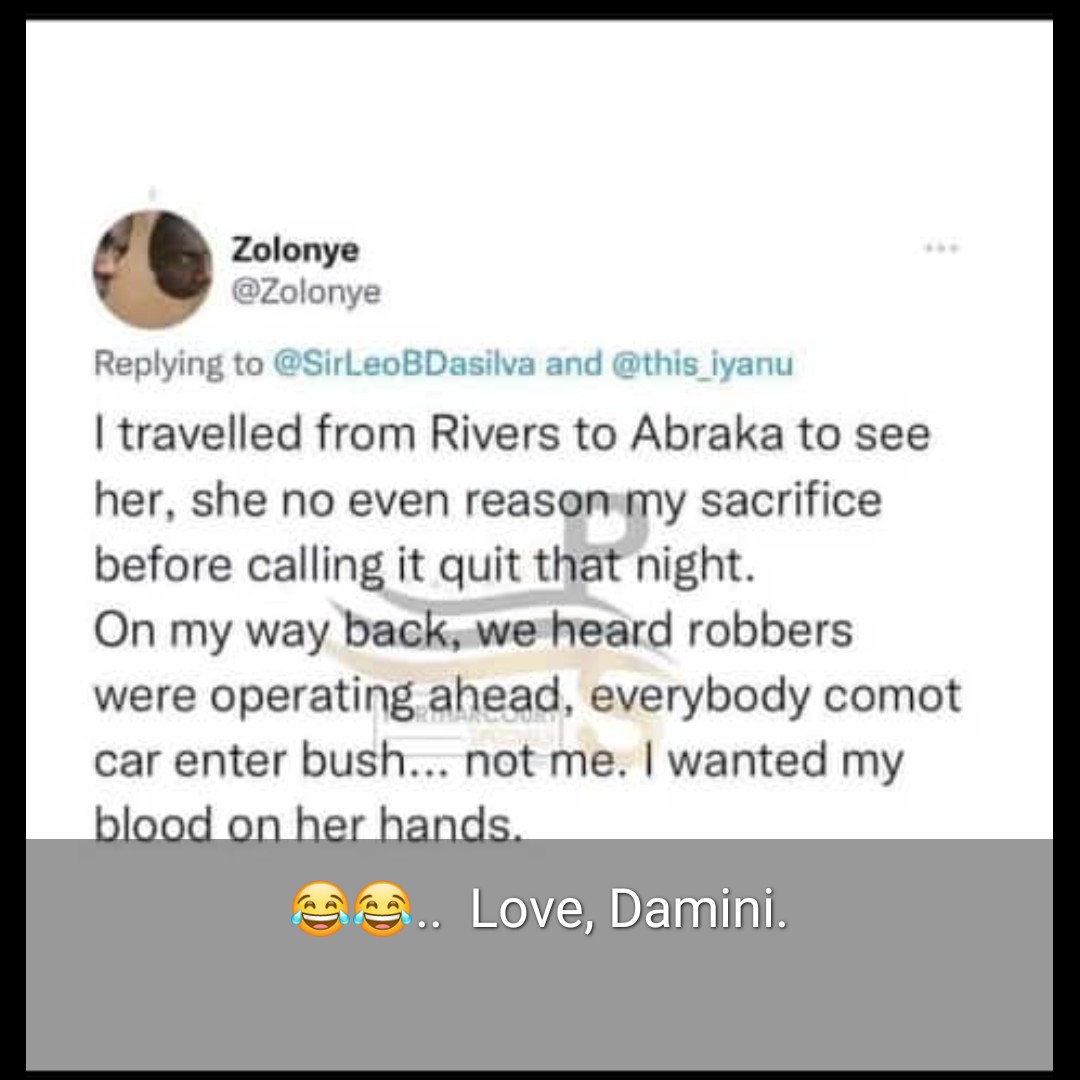 Zolonye
@Zolonye
Replying to @SirLeoBDasilva and @this_iyanu
I travelled from Rivers to Abraka to see
her, she no even reason my sacrifice
before calling it quit that night.
On my way back, we heard robbers
were operating ahead, everybody comot
car enter bush... not me. I wanted my
blood on her hands.
PS
😂😂.. Love, Damini.